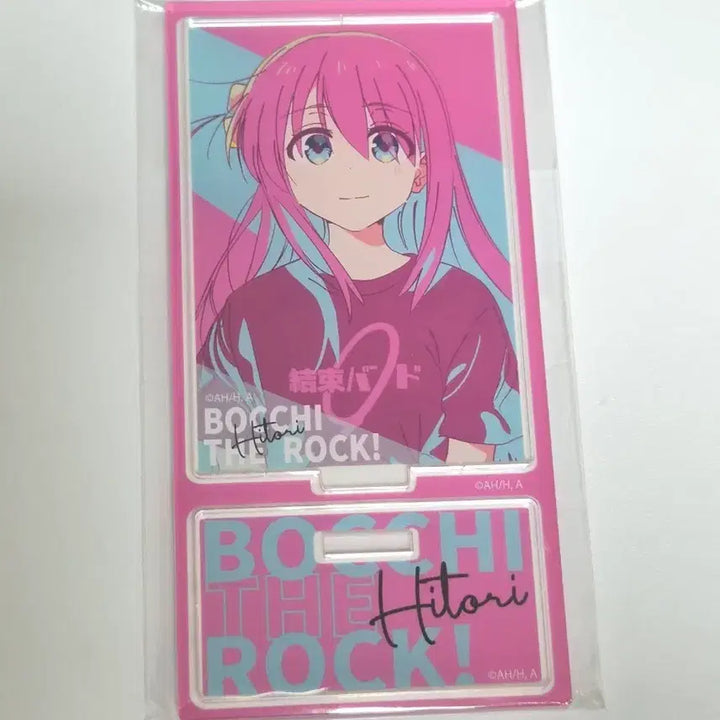 結束バンド
©AH/H, A
BOCCHI
THE ROCK!
Hitori
©AH/H, A
BOCCHI
THE
Hitori
ROCK!
©AH/H, A